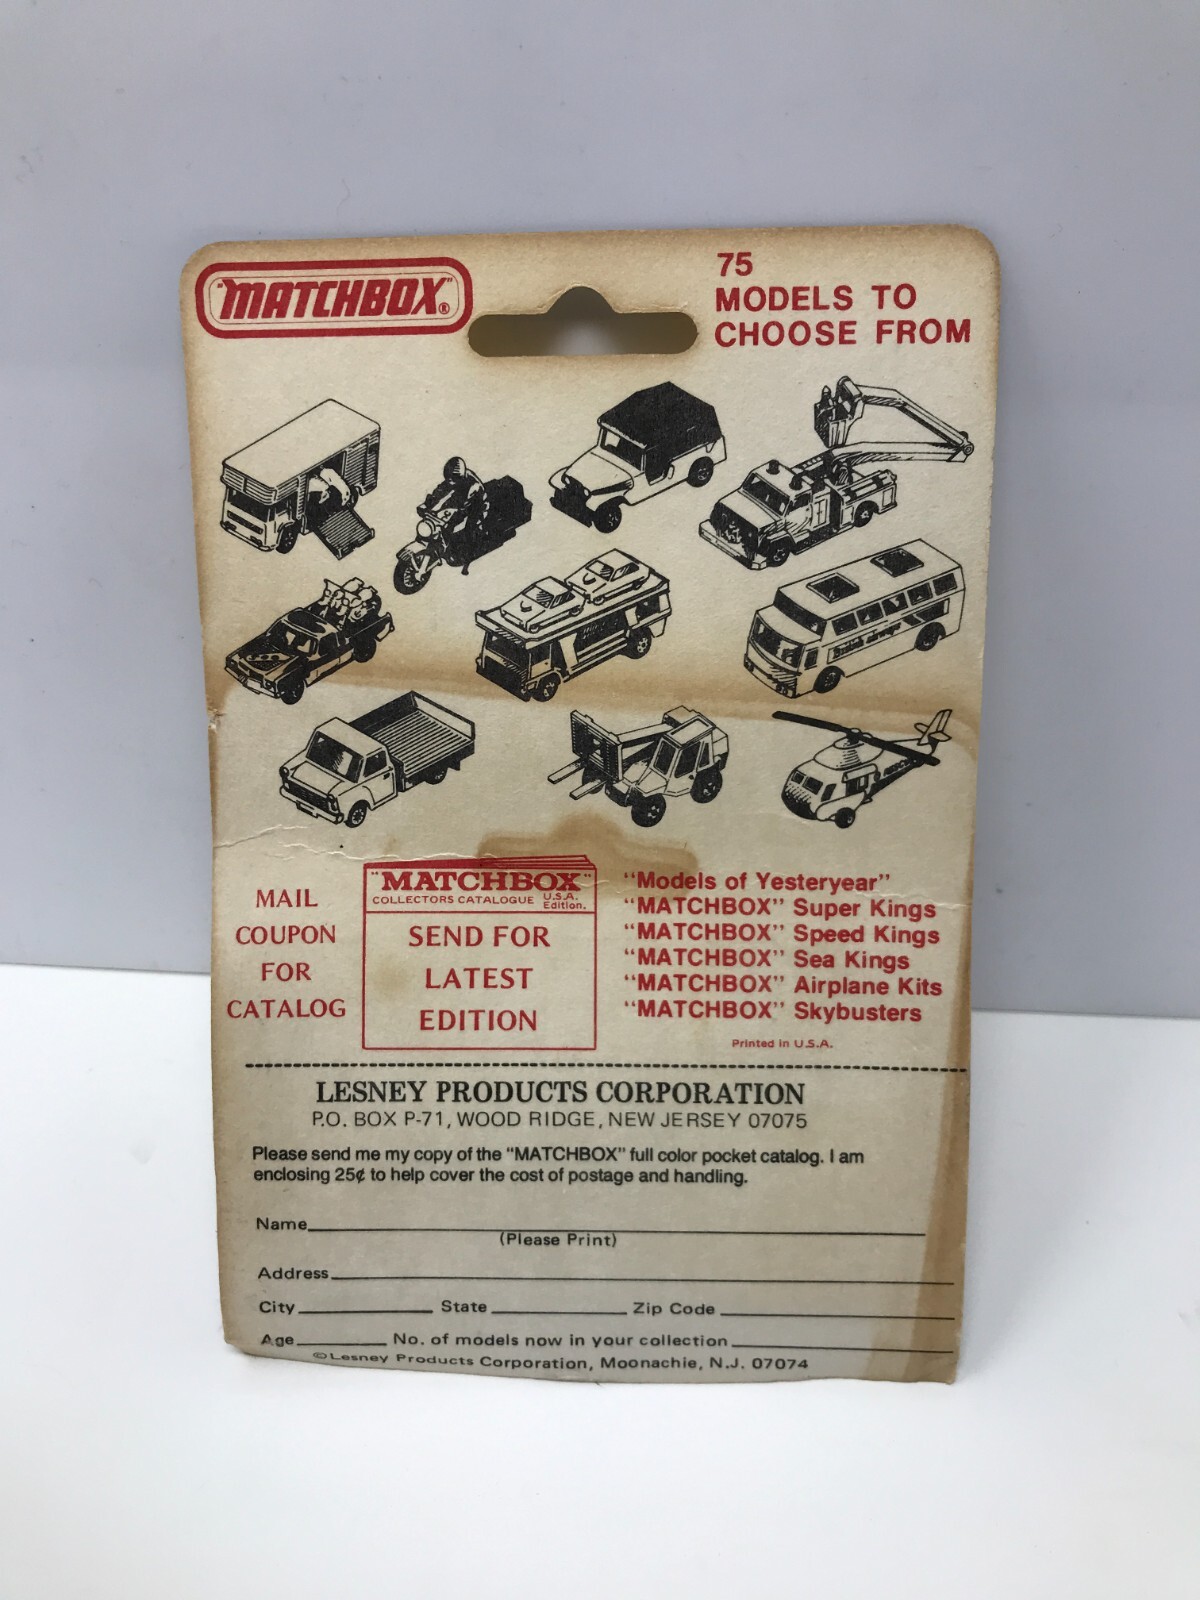 "MATCHBOX"®
75
MODELS TO
CHOOSE FROM
British airways
MAIL
COUPON
FOR
CATALOG
"MATCHBOX"
COLLECTORS CATALOGUE U.S.A. Edition.
SEND FOR
LATEST
EDITION
"Models of Yesteryear"
"MATCHBOX" Super Kings
"MATCHBOX" Speed Kings
"MATCHBOX" Sea Kings
"MATCHBOX" Airplane Kits
"MATCHBOX" Skybusters
Printed in U.S.A.
LESNEY PRODUCTS CORPORATION
P.O. BOX P-71, WOOD RIDGE, NEW JERSEY 07075
Please send me my copy of the "MATCHBOX" full color pocket catalog. I am
enclosing 25¢ to help cover the cost of postage and handling.
Name
(Please Print)
Address
City State Zip Code
Age No. of models now in your collection
©Lesney Products Corporation, Moonachie, N.J. 07074